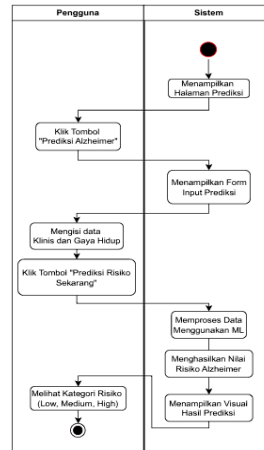 Pengguna
Sistem
Menampilkan
Halaman Prediksi
Klik Tombol
"Prediksi Alzheimer"
Menampilkan Form
Input Prediksi
Mengisi data
Klinis dan Gaya Hidup
Klik Tombol "Prediksi Risiko
Sekarang"
Memproses Data
Menggunakan ML
Menghasilkan Nilai
Risiko Alzheimer
Menampilkan Visual
Hasil Prediksi
Melihat Kategori Risiko
(Low, Medium, High)